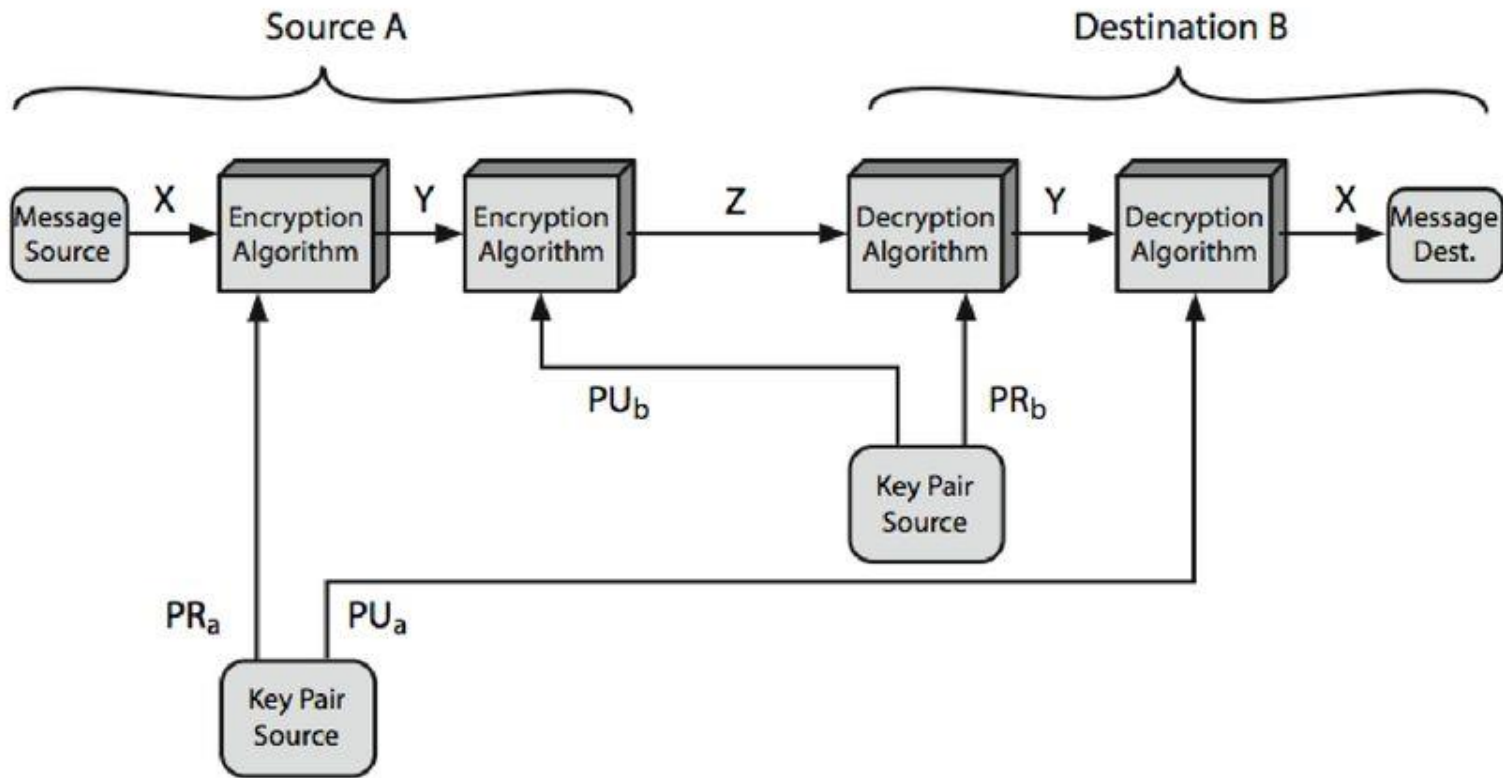 Source A
Destination B
Message
Source
X
Encryption
Algorithm
Y
Encryption
Algorithm
Z
Decryption
Algorithm
Y
Decryption
Algorithm
X
Message
Dest.
PUb
PRb
Key Pair
Source
PRa
PUa
Key Pair
Source